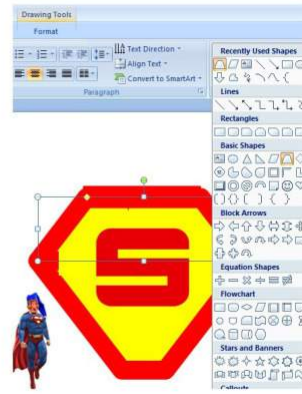 Drawing Tools
Format
Text Direction
Align Text
Convert to SmartArt
Paragraph
Recently Used Shapes
Lines
Rectangles
Basic Shapes
Block Arrows
Equation Shapes
Flowchart
Stars and Banners
Callouts
S